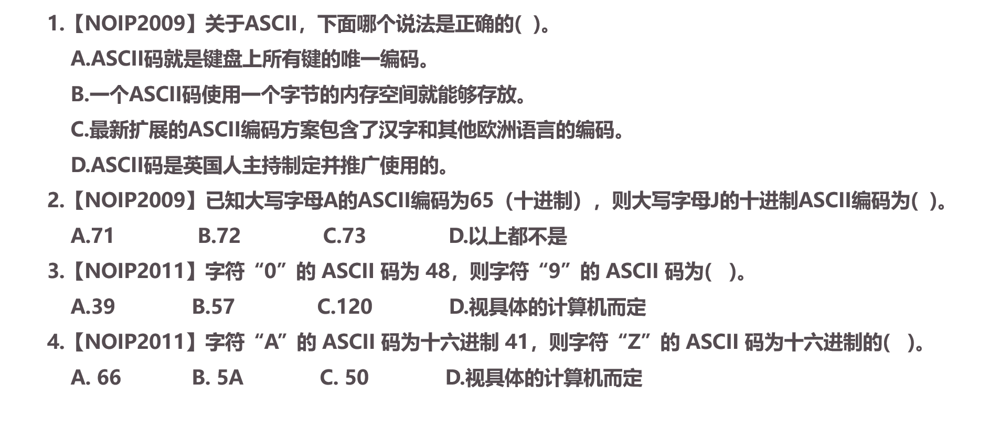 1.【NOIP2009】关于ASCII，下面哪个说法是正确的( )。
A.ASCII码就是键盘上所有键的唯一编码。
B.一个ASCII码使用一个字节的内存空间就能够存放。
C.最新扩展的ASCII编码方案包含了汉字和其他欧洲语言的编码。
D.ASCII码是英国人主持制定并推广使用的。
2.【NOIP2009】已知大写字母A的ASCII编码为65（十进制），则大写字母J的十进制ASCII编码为( )。
A.71 B.72 C.73 D.以上都不是
3.【NOIP2011】字符“0”的 ASCII 码为 48，则字符“9”的 ASCII 码为( )。
A.39 B.57 C.120 D.视具体的计算机而定
4.【NOIP2011】字符“A”的 ASCII 码为十六进制 41，则字符“Z”的 ASCII 码为十六进制的( )。
A. 66 B. 5A C. 50 D.视具体的计算机而定